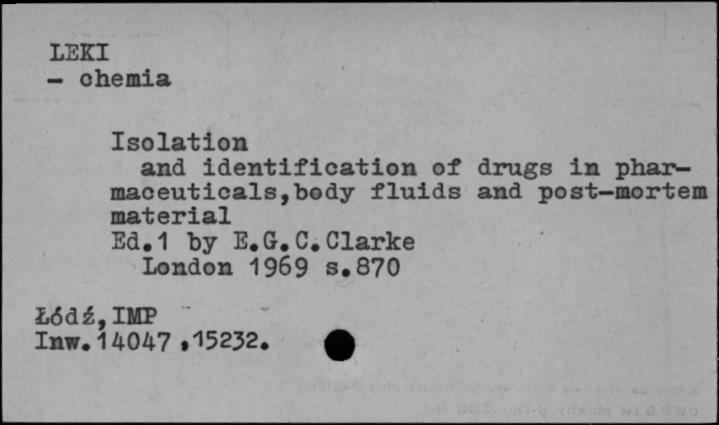 LEKI
- chemia
Isolation
and identification of drugs in phar-
maceuticals,body fluids and post-mortem
material
Ed.1 by E.G.C.Clarke
London 1969 s.870
Łódź,IMP
Inw.14047,15232.